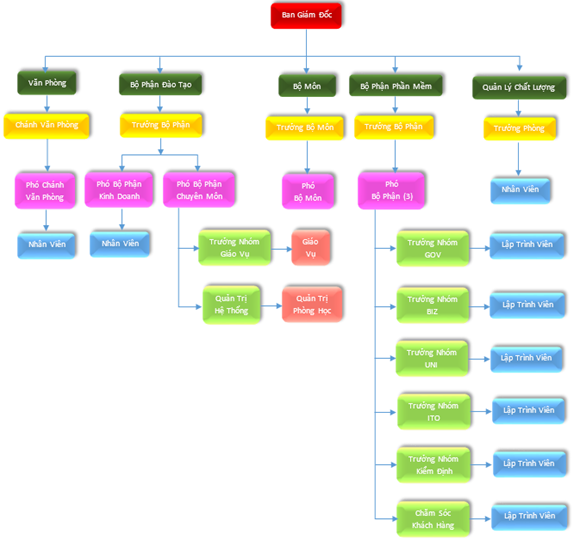 Ban Giám Đốc
Văn Phòng
Bộ Phận Đào Tạo
Bộ Môn
Bộ Phận Phần Mềm
Quản Lý Chất Lượng
Chánh Văn Phòng
Trưởng Bộ Phận
Trưởng Bộ Môn
Trưởng Bộ Phận
Trưởng Phòng
Phó Chánh
Văn Phòng
Phó Bộ Phận
Kinh Doanh
Phó Bộ Phận
Chuyên Môn
Phó
Bộ Môn
Phó
Bộ Phận (3)
Nhân Viên
Nhân Viên
Nhân Viên
Trưởng Nhóm
Giáo Vụ
Giáo
Vụ
Trưởng Nhóm
GOV
Lập Trình Viên
Quản Trị
Hệ Thống
Quản Trị
Phòng Học
Trưởng Nhóm
BIZ
Lập Trình Viên
Trưởng Nhóm
UNI
Lập Trình Viên
Trưởng Nhóm
ITO
Lập Trình Viên
Trưởng Nhóm
Kiểm Định
Lập Trình Viên
Chăm Sóc
Khách Hàng
Lập Trình Viên